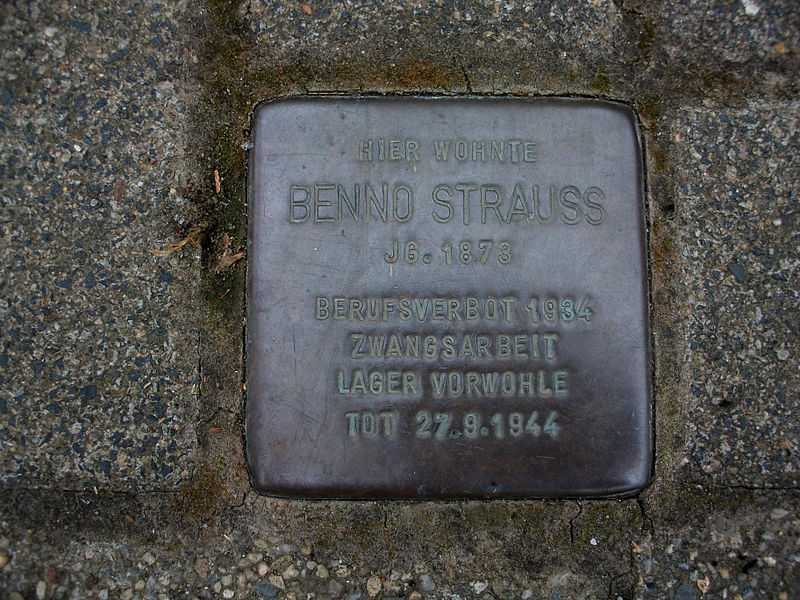 HIER WOHNTE
BENNO STRAUSS
JG. 1873
BERUFSVERBOT 1934
ZWANGSARBEIT
LAGER VORWOHLE
TOT 27.9.1944